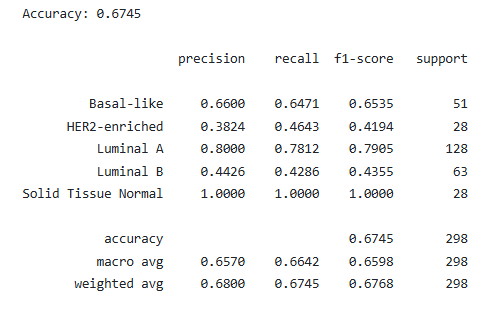 Accuracy: 0.6745
precision recall f1-score support
Basal-like 0.6600 0.6471 0.6535 51
HER2-enriched 0.3824 0.4643 0.4194 28
Luminal A 0.8000 0.7812 0.7905 128
Luminal B 0.4426 0.4286 0.4355 63
Solid Tissue Normal 1.0000 1.0000 1.0000 28
accuracy 0.6745 298
macro avg 0.6570 0.6642 0.6598 298
weighted avg 0.6800 0.6745 0.6768 298